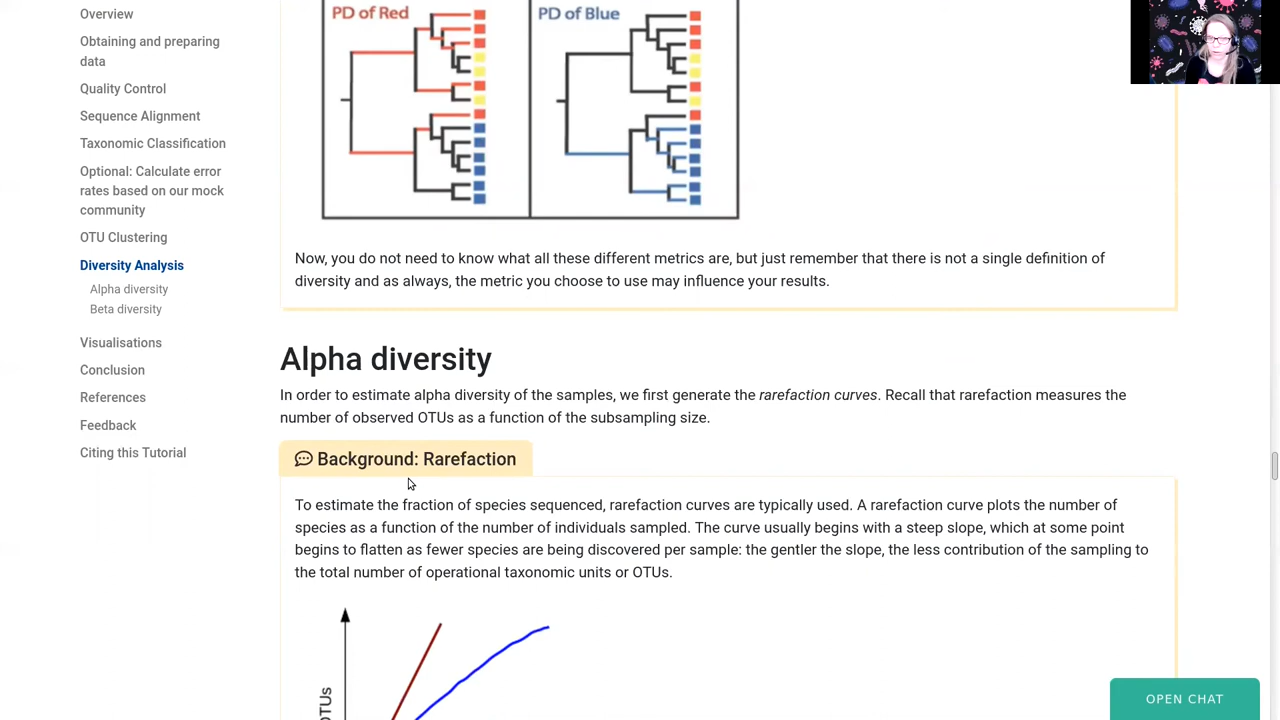 Overview
Obtaining and preparing
data
Quality Control
Sequence Alignment
Taxonomic Classification
Optional: Calculate error
rates based on our mock
community
OTU Clustering
Diversity Analysis
Alpha diversity
Beta diversity
Visualisations
Conclusion
References
Feedback
Citing this Tutorial
PD of Red
PD of Blue
Now, you do not need to know what all these different metrics are, but just remember that there is not a single definition of
diversity and as always, the metric you choose to use may influence your results.
Alpha diversity
In order to estimate alpha diversity of the samples, we first generate the rarefaction curves. Recall that rarefaction measures the
number of observed OTUs as a function of the subsampling size.
Background: Rarefaction
To estimate the fraction of species sequenced, rarefaction curves are typically used. A rarefaction curve plots the number of
species as a function of the number of individuals sampled. The curve usually begins with a steep slope, which at some point
begins to flatten as fewer species are being discovered per sample: the gentler the slope, the less contribution of the sampling to
the total number of operational taxonomic units or OTUs.
OTUs
OPEN CHAT